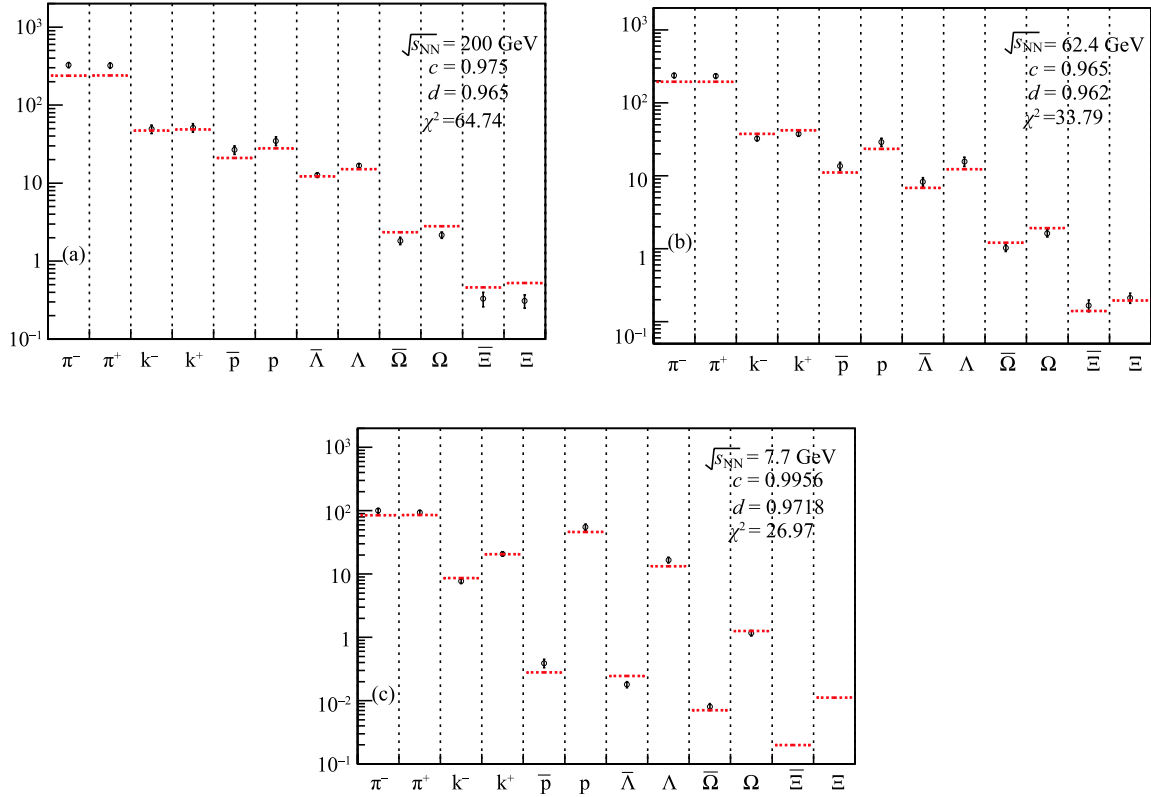 10³
10²
10
1
10⁻¹
√sNN = 200 GeV
c = 0.975
d = 0.965
χ² =64.74
(a)
π⁻ π⁺ k⁻ k⁺ p̅ p Λ̅ Λ Ω̅ Ω Ξ̅ Ξ
10³
10²
10
1
10⁻¹
√sNN = 62.4 GeV
c = 0.965
d = 0.962
χ² =33.79
(b)
π⁻ π⁺ k⁻ k⁺ p̅ p Λ̅ Λ Ω̅ Ω Ξ̅ Ξ
10³
10²
10
1
10⁻²
10⁻¹
√sNN = 7.7 GeV
c = 0.9956
d = 0.9718
χ² = 26.97
(c)
π⁻ π⁺ k⁻ k⁺ p̅ p Λ̅ Λ Ω̅ Ω Ξ̅ Ξ